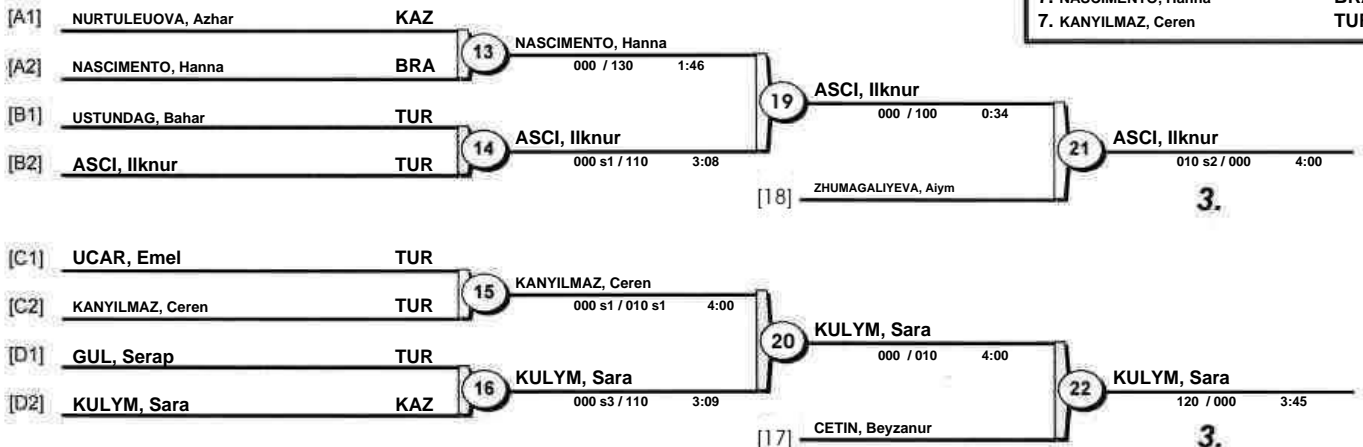 7. KANYILMAZ, Ceren
[A1] NURTULEUOVA, Azhar KAZ
13 NASCIMENTO, Hanna
000 / 130 1:46
[A2] NASCIMENTO, Hanna BRA
19 ASCI, Ilknur
000 / 100 0:34
[B1] USTUNDAG, Bahar TUR
14 ASCI, Ilknur
000 s1 / 110 3:08
21 ASCI, Ilknur
010 s2 / 000 4:00
[B2] ASCI, Ilknur TUR
[18] ZHUMAGALIYEVA, Aiym
3.
[C1] UCAR, Emel TUR
15 KANYILMAZ, Ceren
000 s1 / 010 s1 4:00
[C2] KANYILMAZ, Ceren TUR
20 KULYM, Sara
000 / 010 4:00
[D1] GUL, Serap TUR
16 KULYM, Sara
000 s3 / 110 3:09
22 KULYM, Sara
120 / 000 3:45
[D2] KULYM, Sara KAZ
[17] CETIN, Beyzanur
3.